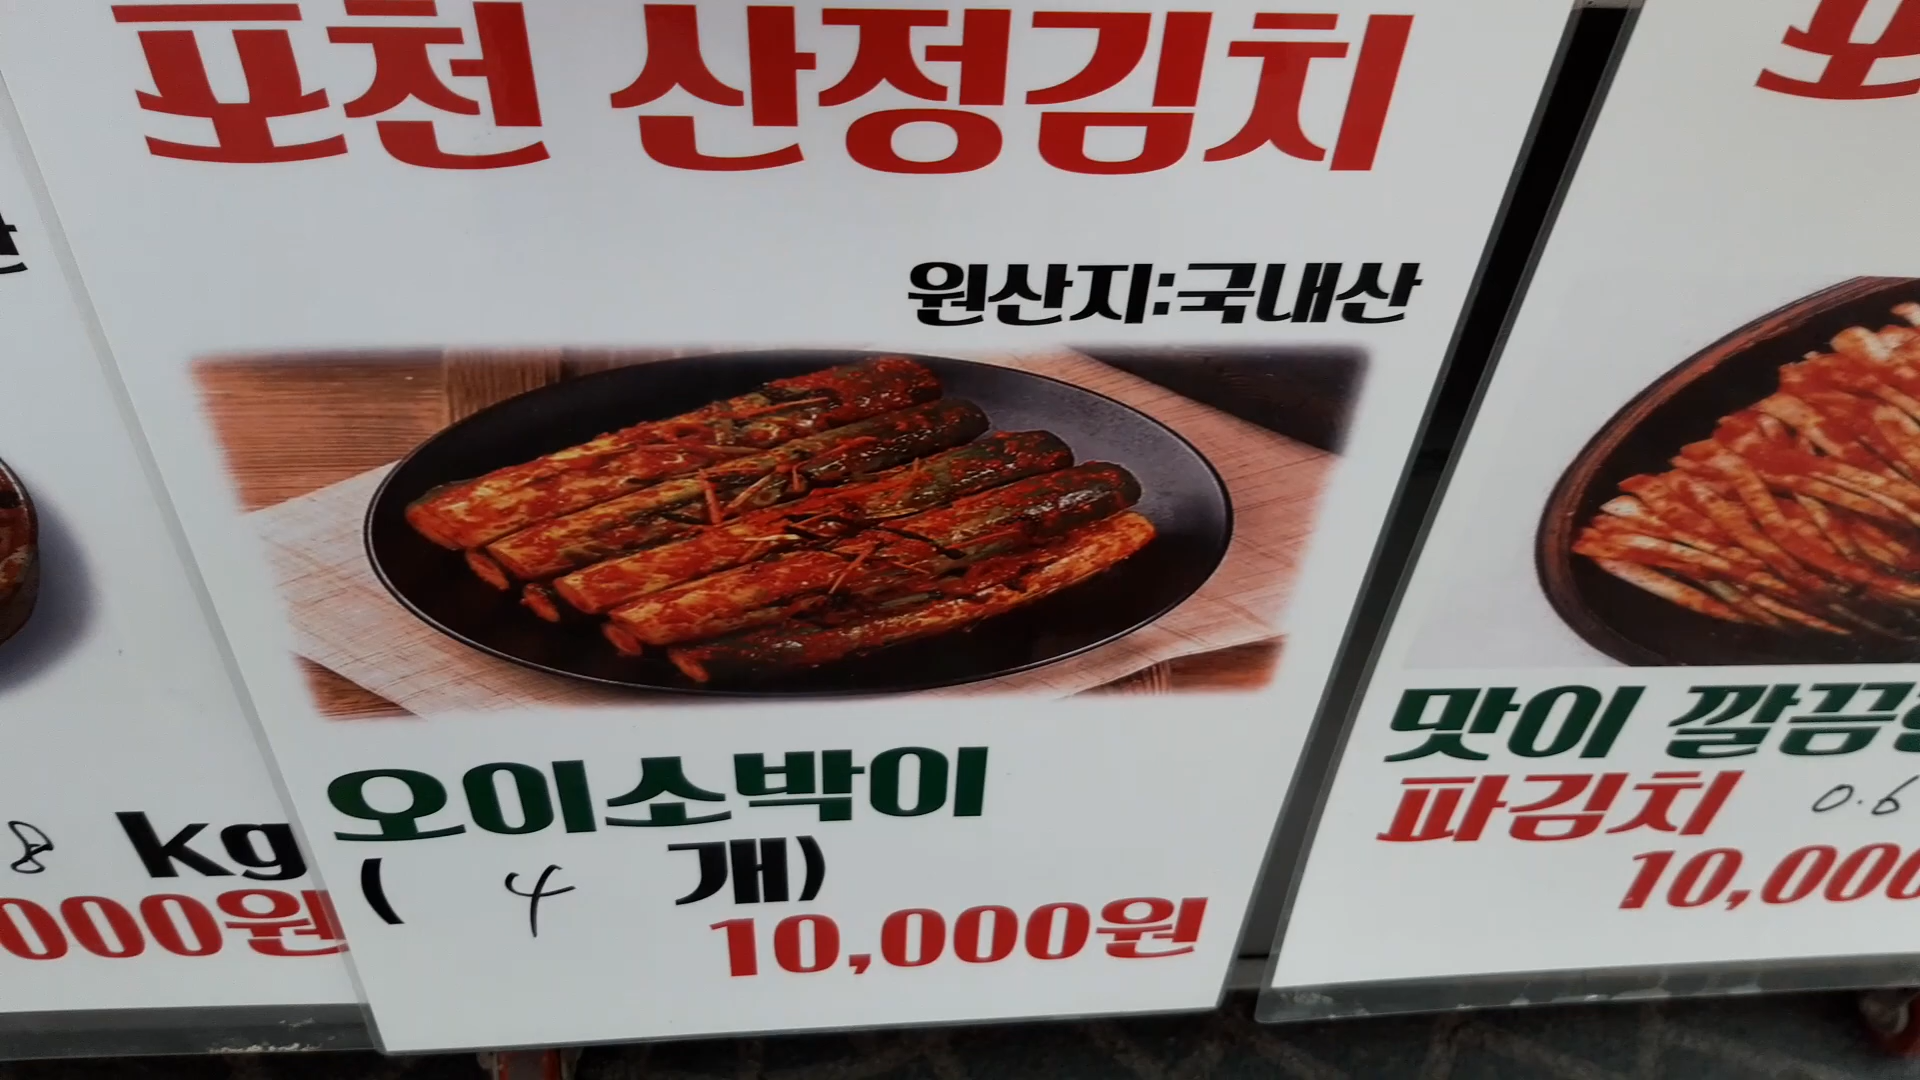 포천 산정김치
원산지:국내산
오이소박이
( 4 개)
10,000원
8 kg
000원
맛이 깔끔
파김치 0.6
10,000